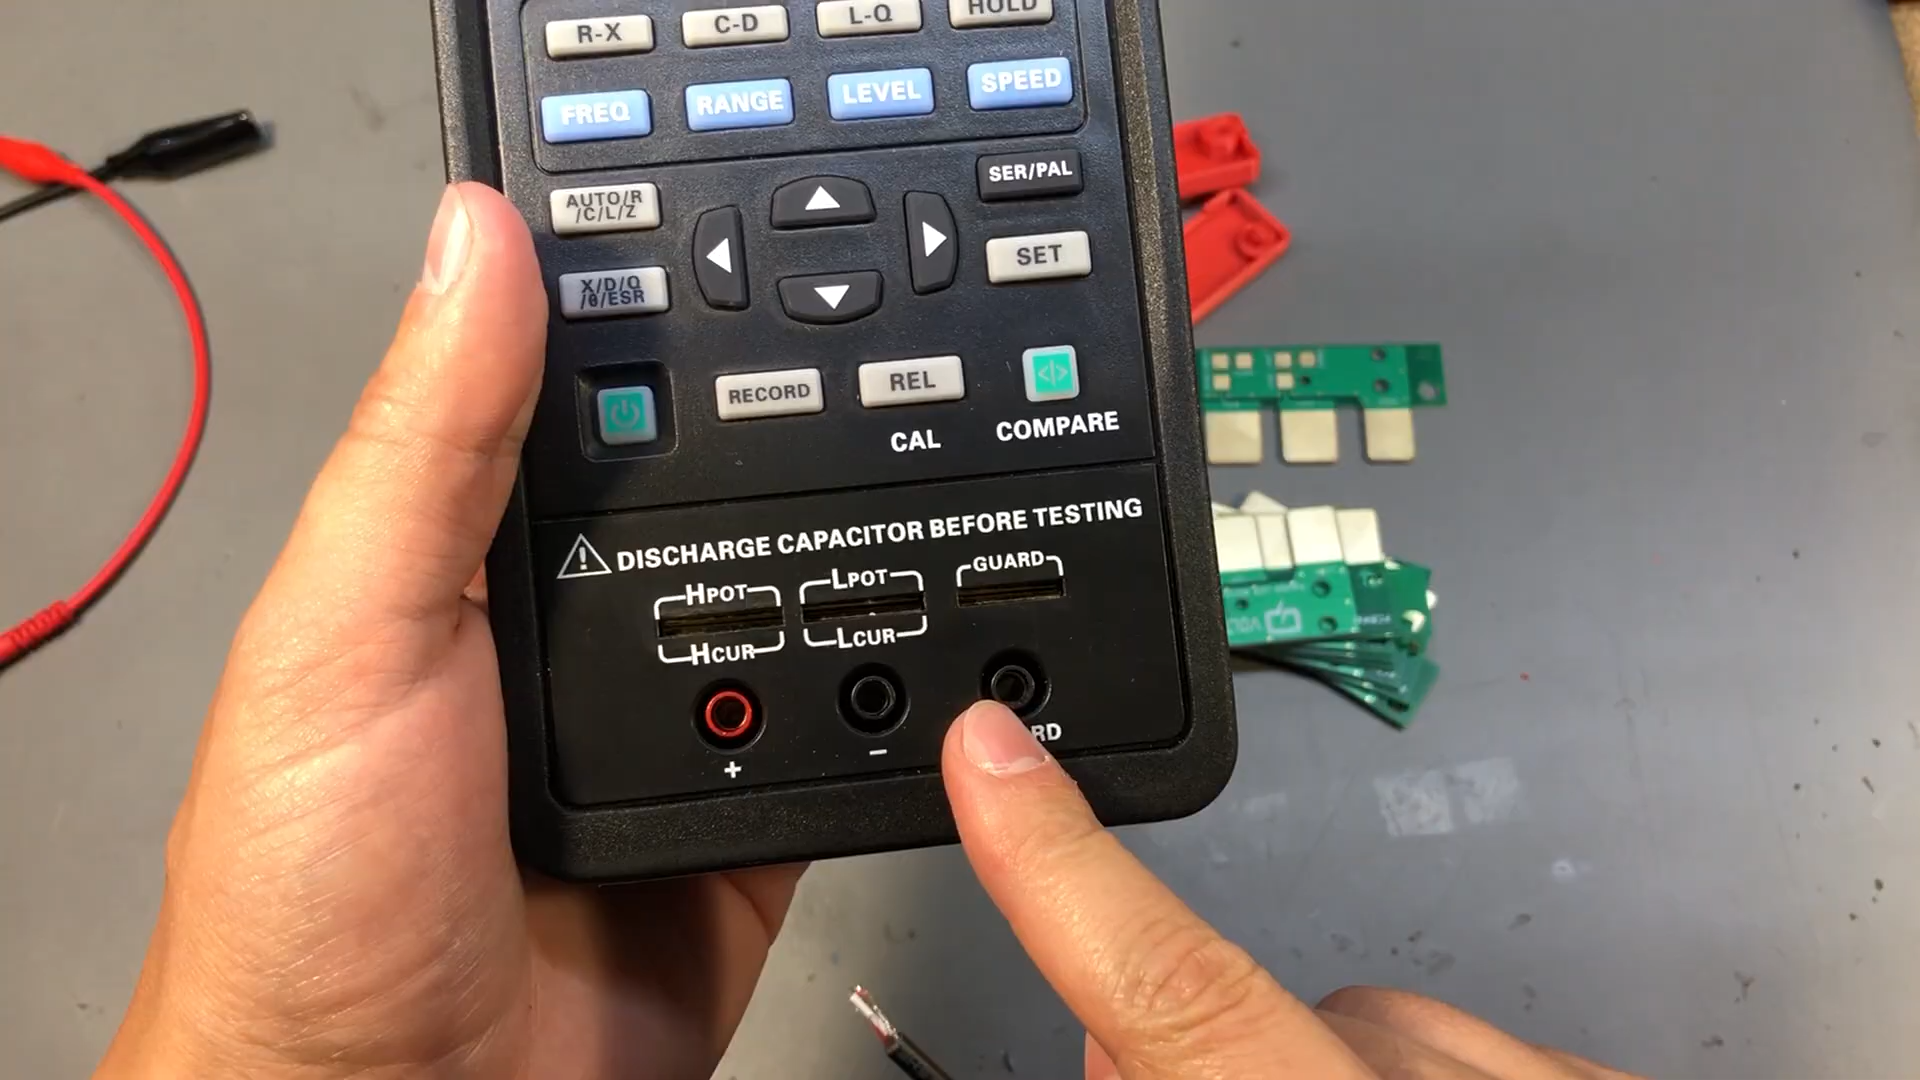 R-X C-D L-Q HOLD
FREQ RANGE LEVEL SPEED
AUTO/R
/C/L/Z
SER/PAL
SET
X/D/Q
/θ/ESR
RECORD
REL
CAL
COMPARE
DISCHARGE CAPACITOR BEFORE TESTING
HPOT LPOT GUARD
HCUR LCUR
+ −
RD
VOLT